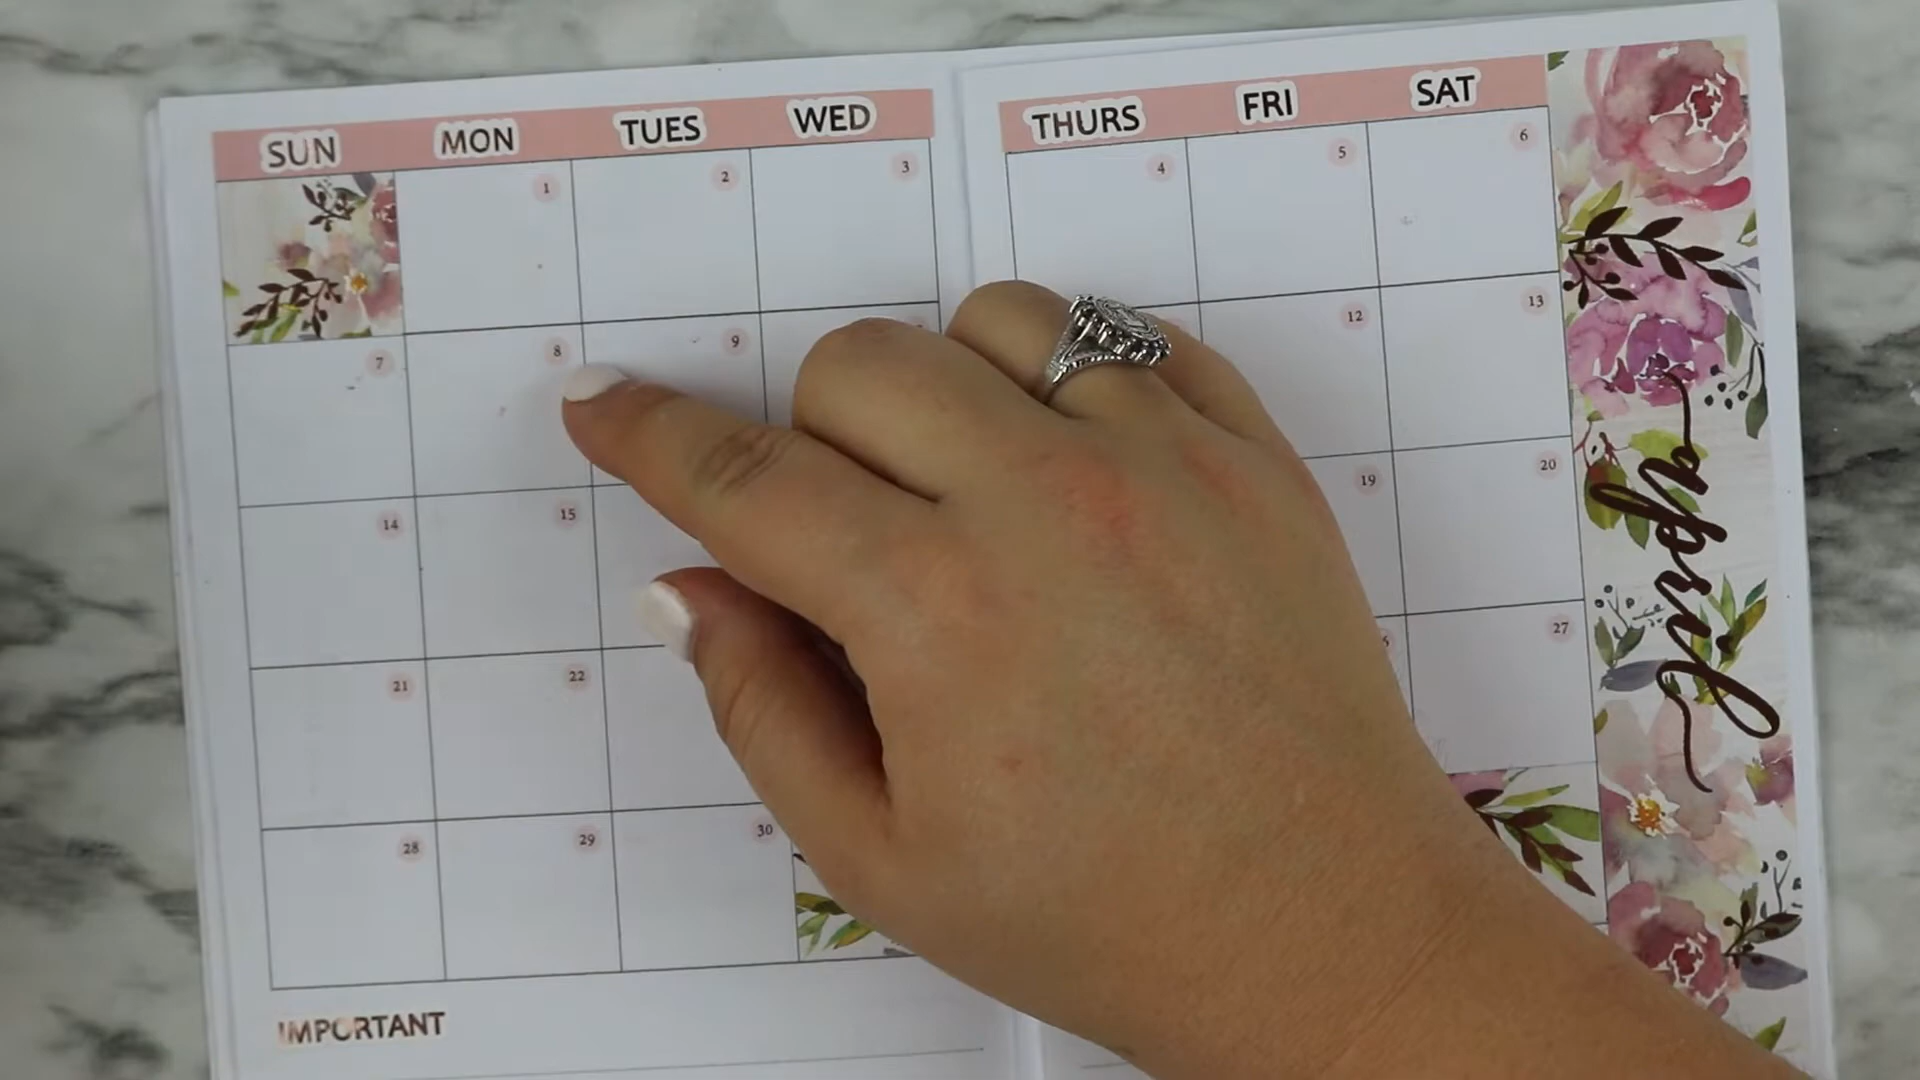 SUN MON TUES WED THURS FRI SAT
1 2 3 4 5 6
7 8 9 12 13
14 15 19 20
21 22 27
28 29 30
IMPORTANT
april